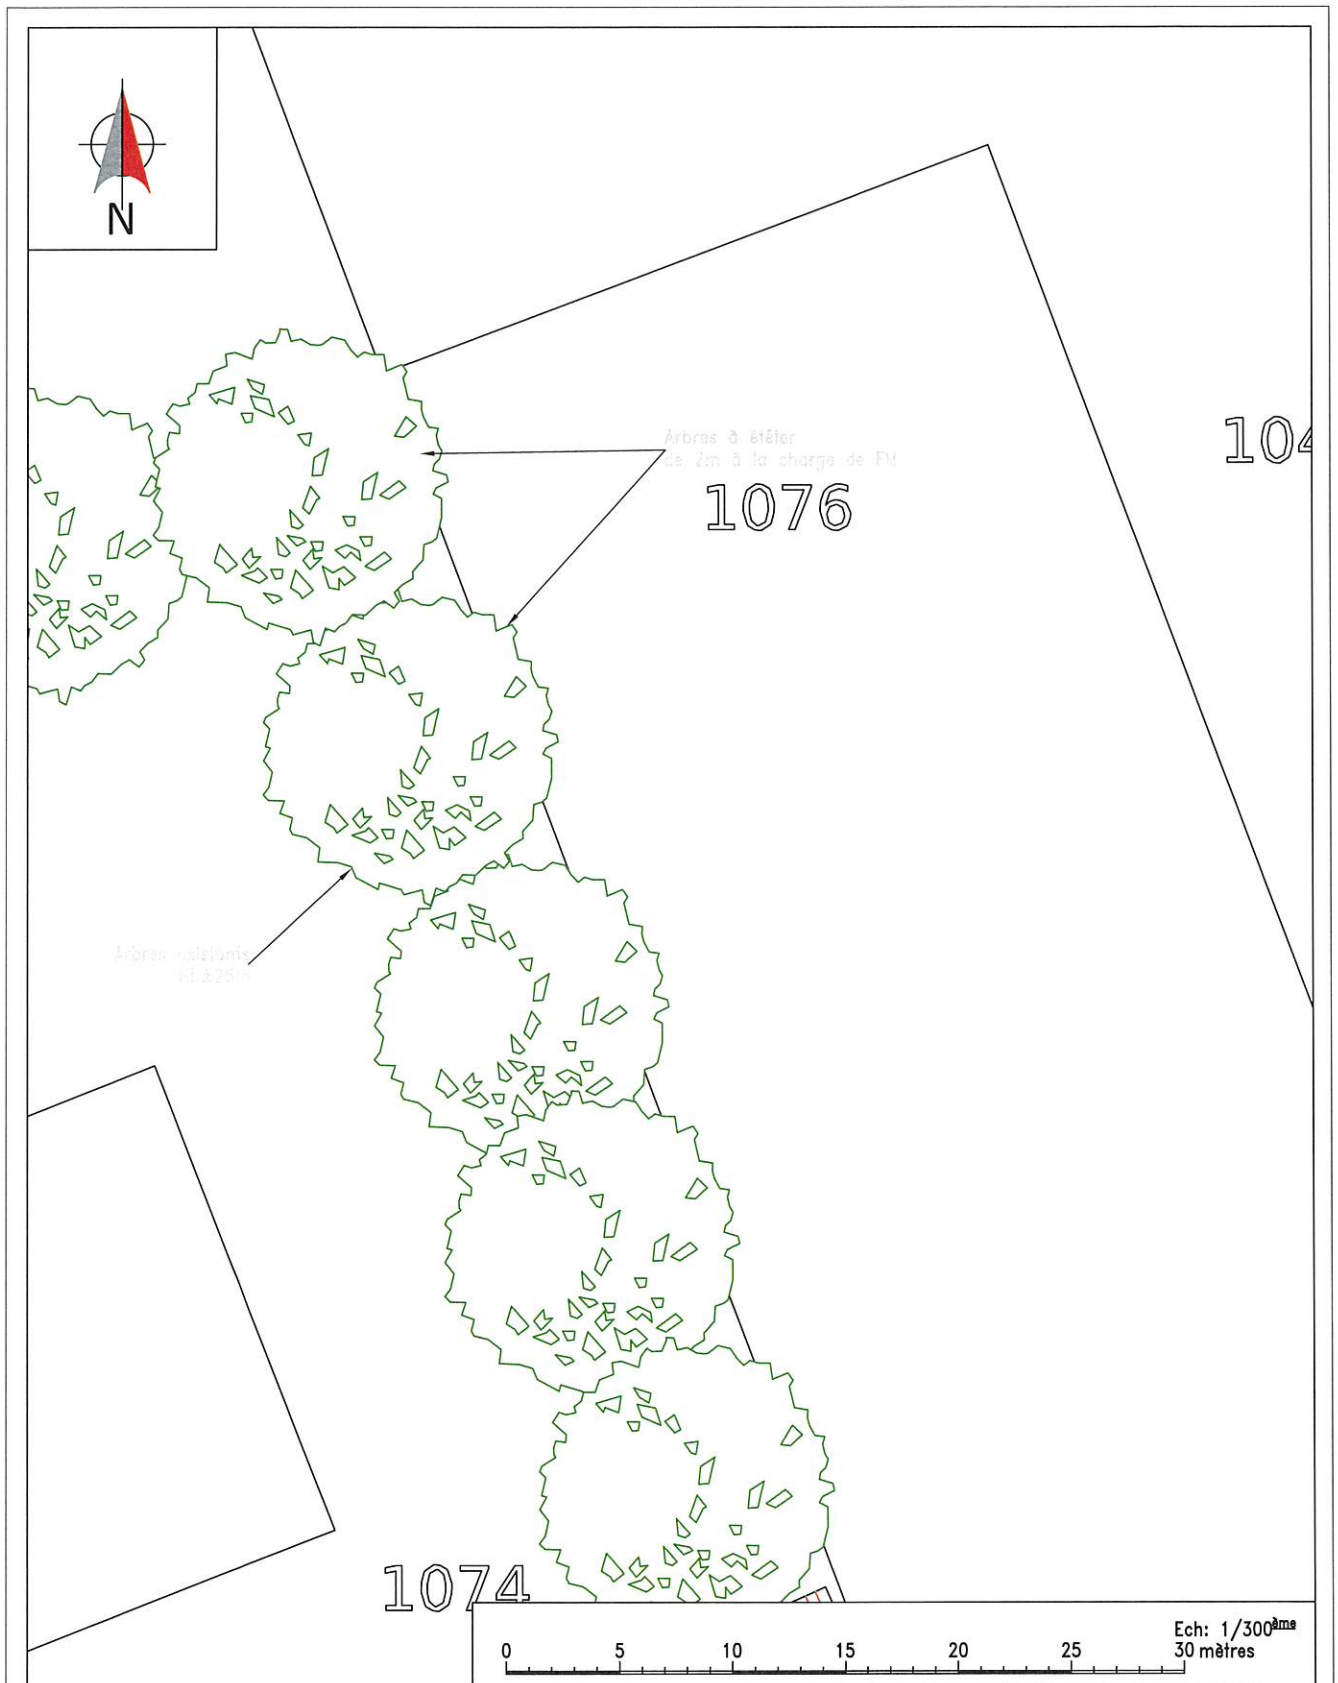 N
Arbres à étêter
de 2m à la charge de FM
104
1076
Arbres existants
1074
Ech: 1/300ème
0 5 10 15 20 25 30 mètres